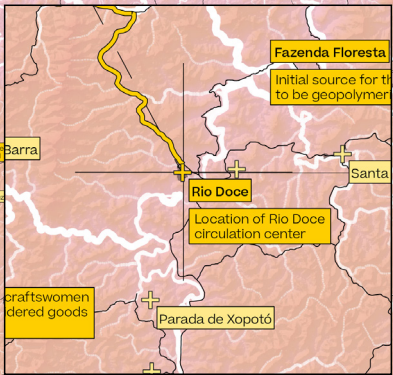 Fazenda Floresta
Initial source for th
to be geopolymeri
Barra
Santa
Rio Doce
Location of Rio Doce
circulation center
craftswomen
dered goods
Parada de Xopotó